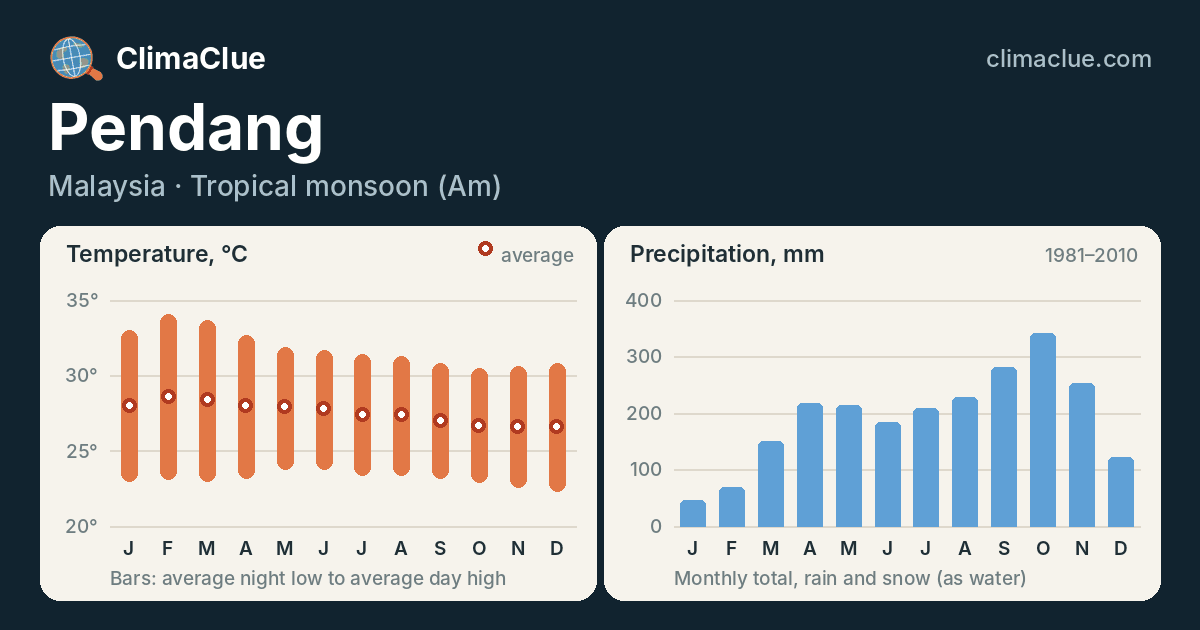 ClimaClue
climaclue.com
Pendang
Malaysia · Tropical monsoon (Am)
Temperature, °C
average
35°
30°
25°
20°
J F M A M J J A S O N D
Bars: average night low to average day high
Precipitation, mm
1981–2010
400
300
200
100
0
J F M A M J J A S O N D
Monthly total, rain and snow (as water)